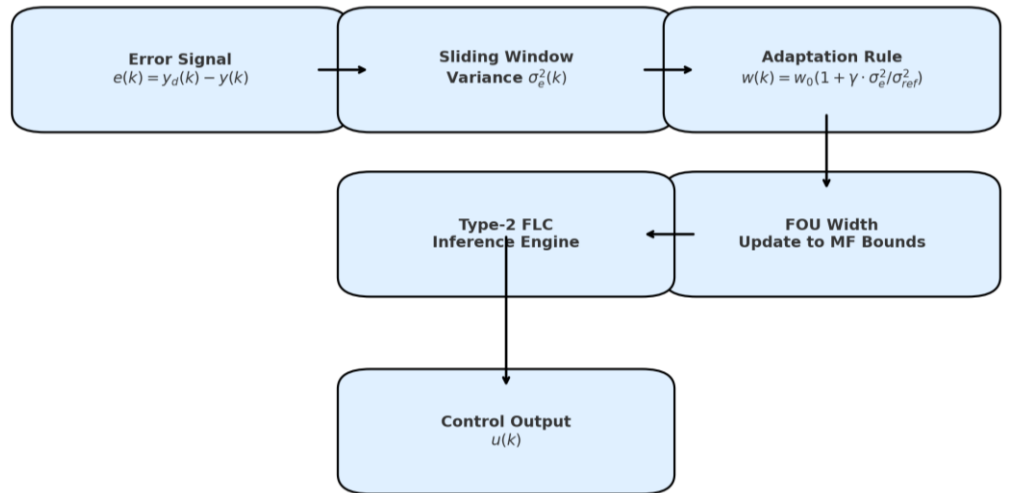 Error Signal
e(k) = y_d(k) − y(k)
Sliding Window
Variance σ_e^2(k)
Adaptation Rule
w(k) = w_0(1 + γ · σ_e^2/σ_ref^2)
Type-2 FLC
Inference Engine
FOU Width
Update to MF Bounds
Control Output
u(k)